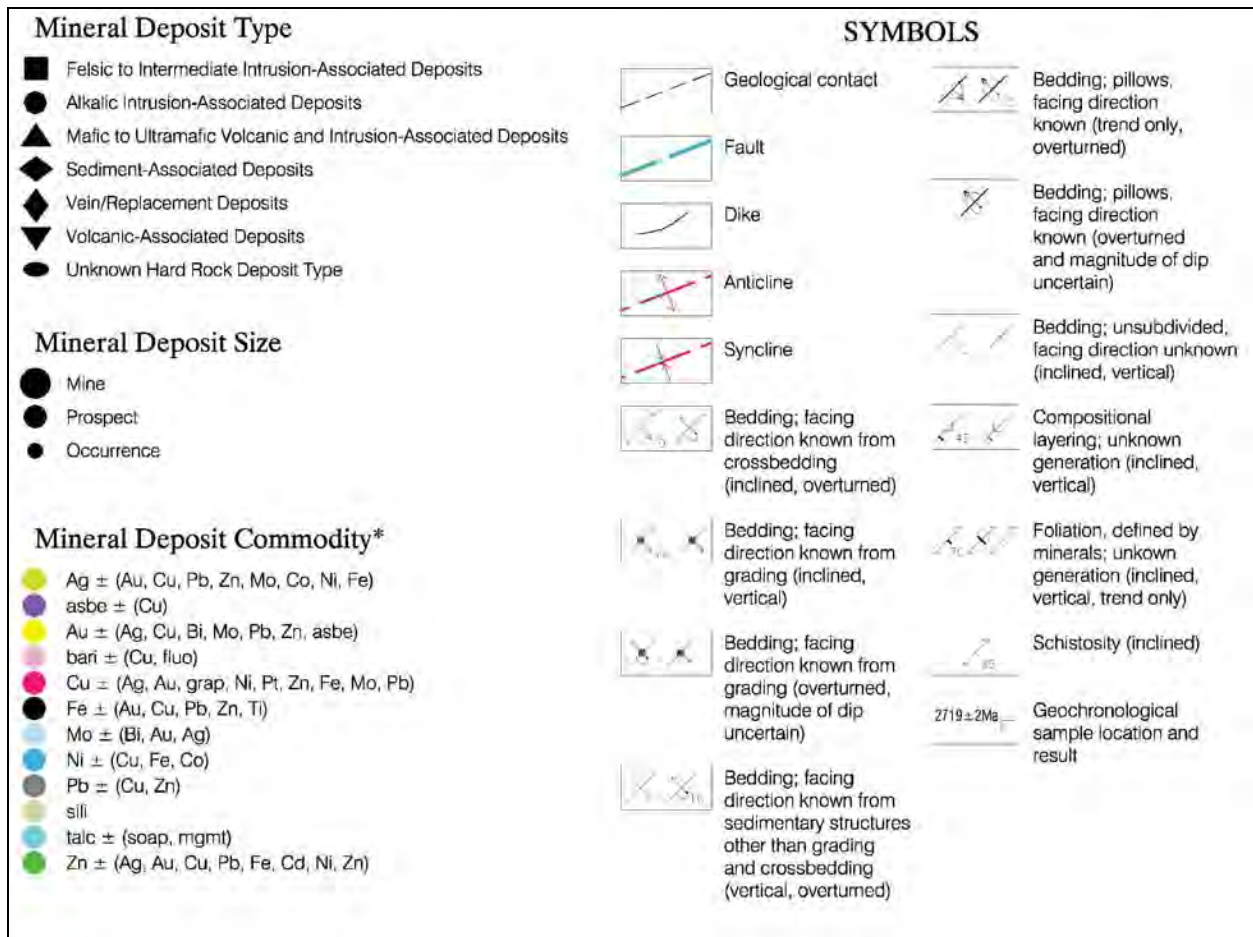 Mineral Deposit Type
Felsic to Intermediate Intrusion-Associated Deposits
Alkalic Intrusion-Associated Deposits
Mafic to Ultramafic Volcanic and Intrusion-Associated Deposits
Sediment-Associated Deposits
Vein/Replacement Deposits
Volcanic-Associated Deposits
Unknown Hard Rock Deposit Type
Mineral Deposit Size
Mine
Prospect
Occurrence
Mineral Deposit Commodity*
Ag ± (Au, Cu, Pb, Zn, Mo, Co, Ni, Fe)
asbe ± (Cu)
Au ± (Ag, Cu, Bi, Mo, Pb, Zn, asbe)
bari ± (Cu, fluo)
Cu ± (Ag, Au, grap, Ni, Pt, Zn, Fe, Mo, Pb)
Fe ± (Au, Cu, Pb, Zn, Ti)
Mo ± (Bi, Au, Ag)
Ni ± (Cu, Fe, Co)
Pb ± (Cu, Zn)
sili
talc ± (soap, mgmt)
Zn ± (Ag, Au, Cu, Pb, Fe, Cd, Ni, Zn)
SYMBOLS
Geological contact
Fault
Dike
Anticline
Syncline
Bedding; facing
direction known from
crossbedding
(inclined, overturned)
Bedding; facing
direction known from
grading (inclined,
vertical)
Bedding; facing
direction known from
grading (overturned,
magnitude of dip
uncertain)
Bedding; facing
direction known from
sedimentary structures
other than grading
and crossbedding
(vertical, overturned)
Bedding; pillows,
facing direction
known (trend only,
overturned)
Bedding; pillows,
facing direction
known (overturned
and magnitude of dip
uncertain)
Bedding; unsubdivided,
facing direction unknown
(inclined, vertical)
Compositional
layering; unknown
generation (inclined,
vertical)
Foliation, defined by
minerals; unkown
generation (inclined,
vertical, trend only)
Schistosity (inclined)
2719±2Ma
Geochronological
sample location and
result